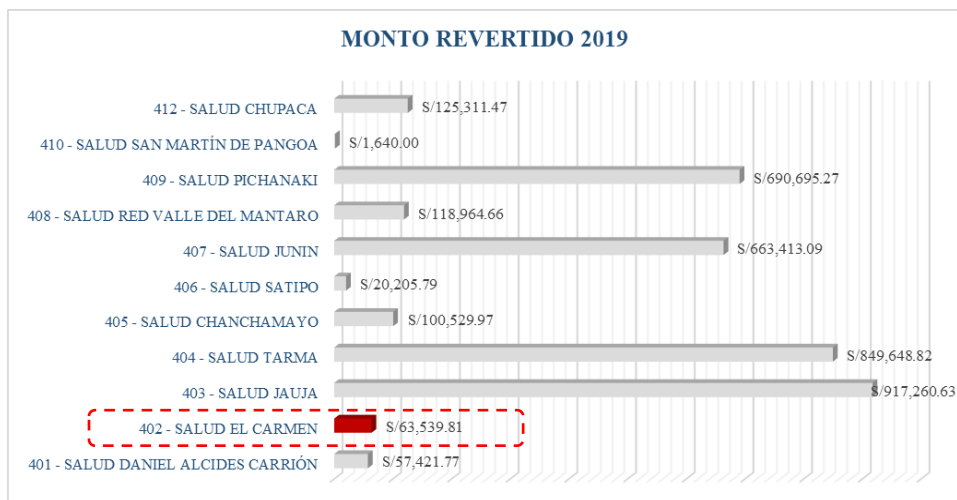 MONTO REVERTIDO 2019
412 - SALUD CHUPACA S/125,311.47
410 - SALUD SAN MARTÍN DE PANGOA S/1,640.00
409 - SALUD PICHANAKI S/690,695.27
408 - SALUD RED VALLE DEL MANTARO S/118,964.66
407 - SALUD JUNIN S/663,413.09
406 - SALUD SATIPO S/20,205.79
405 - SALUD CHANCHAMAYO S/100,529.97
404 - SALUD TARMA S/849,648.82
403 - SALUD JAUJA S/917,260.63
402 - SALUD EL CARMEN S/63,539.81
401 - SALUD DANIEL ALCIDES CARRIÓN S/57,421.77